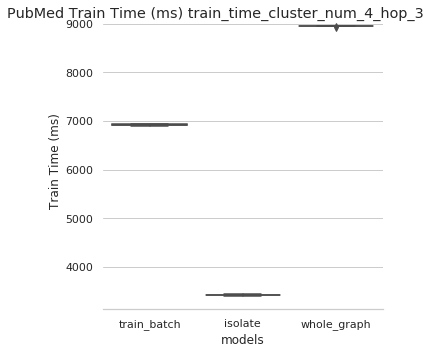 PubMed Train Time (ms) train_time_cluster_num_4_hop_3
9000
8000
7000
6000
5000
4000
Train Time (ms)
train_batch isolate whole_graph
models